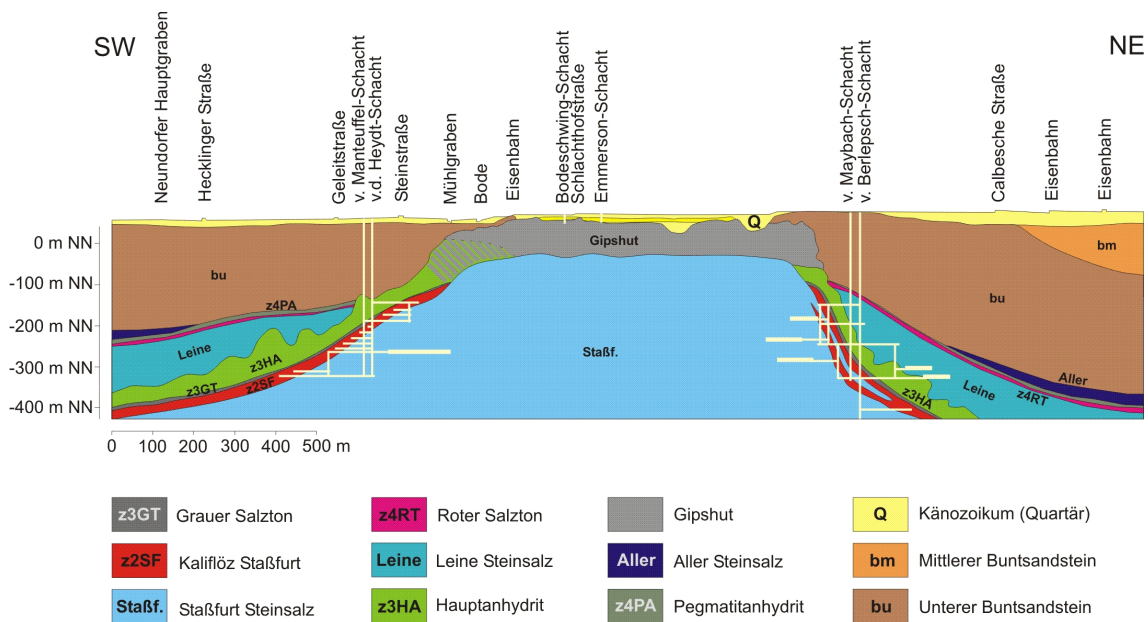 SW
NE
Neundorfer Hauptgraben
Hecklinger Straße
Geleitstraße
v. Manteuffel-Schacht
v.d. Heydt-Schacht
Steinstraße
Mühlgraben
Bode
Eisenbahn
Bodeschwing-Schacht
Schlachthofstraße
Emmerson-Schacht
v. Maybach-Schacht
v. Berlepsch-Schacht
Calbesche Straße
Eisenbahn
Eisenbahn
0 m NN
-100 m NN
-200 m NN
-300 m NN
-400 m NN
Q
Gipshut
bm
bu
bu
z4PA
Leine
z3HA
z3GT
z2SF
Staßf.
Aller
Leine
z4RT
z3HA
0 100 200 300 400 500 m
z3GT Grauer Salzton
z4RT Roter Salzton
Gipshut
Q Känozoikum (Quartär)
z2SF Kaliflöz Staßfurt
Leine Leine Steinsalz
Aller Aller Steinsalz
bm Mittlerer Buntsandstein
Staßf. Staßfurt Steinsalz
z3HA Hauptanhydrit
z4PA Pegmatitanhydrit
bu Unterer Buntsandstein